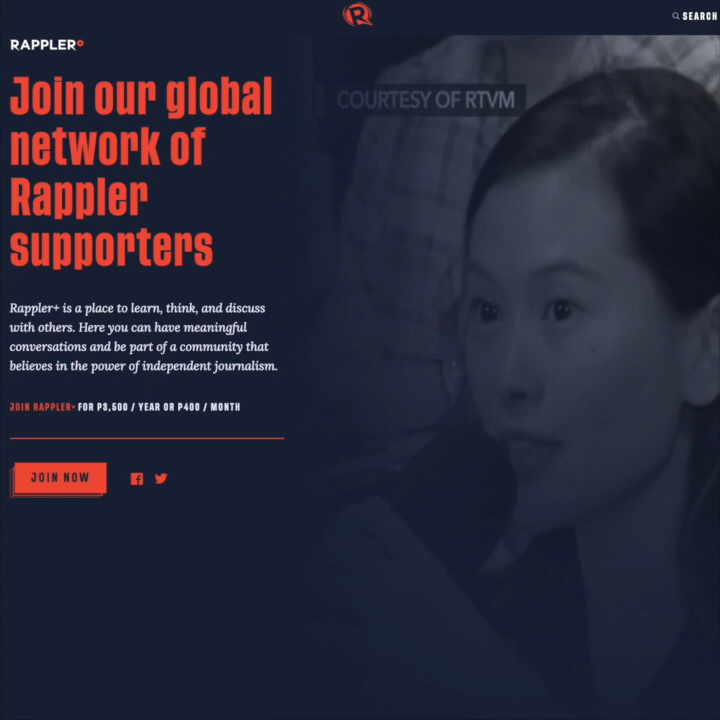 R
SEARCH
RAPPLER+
COURTESY OF RTVM
Join our global
network of
Rappler
supporters
Rappler+ is a place to learn, think, and discuss
with others. Here you can have meaningful
conversations and be part of a community that
believes in the power of independent journalism.
JOIN RAPPLER+ FOR P3,500 / YEAR OR P400 / MONTH
JOIN NOW